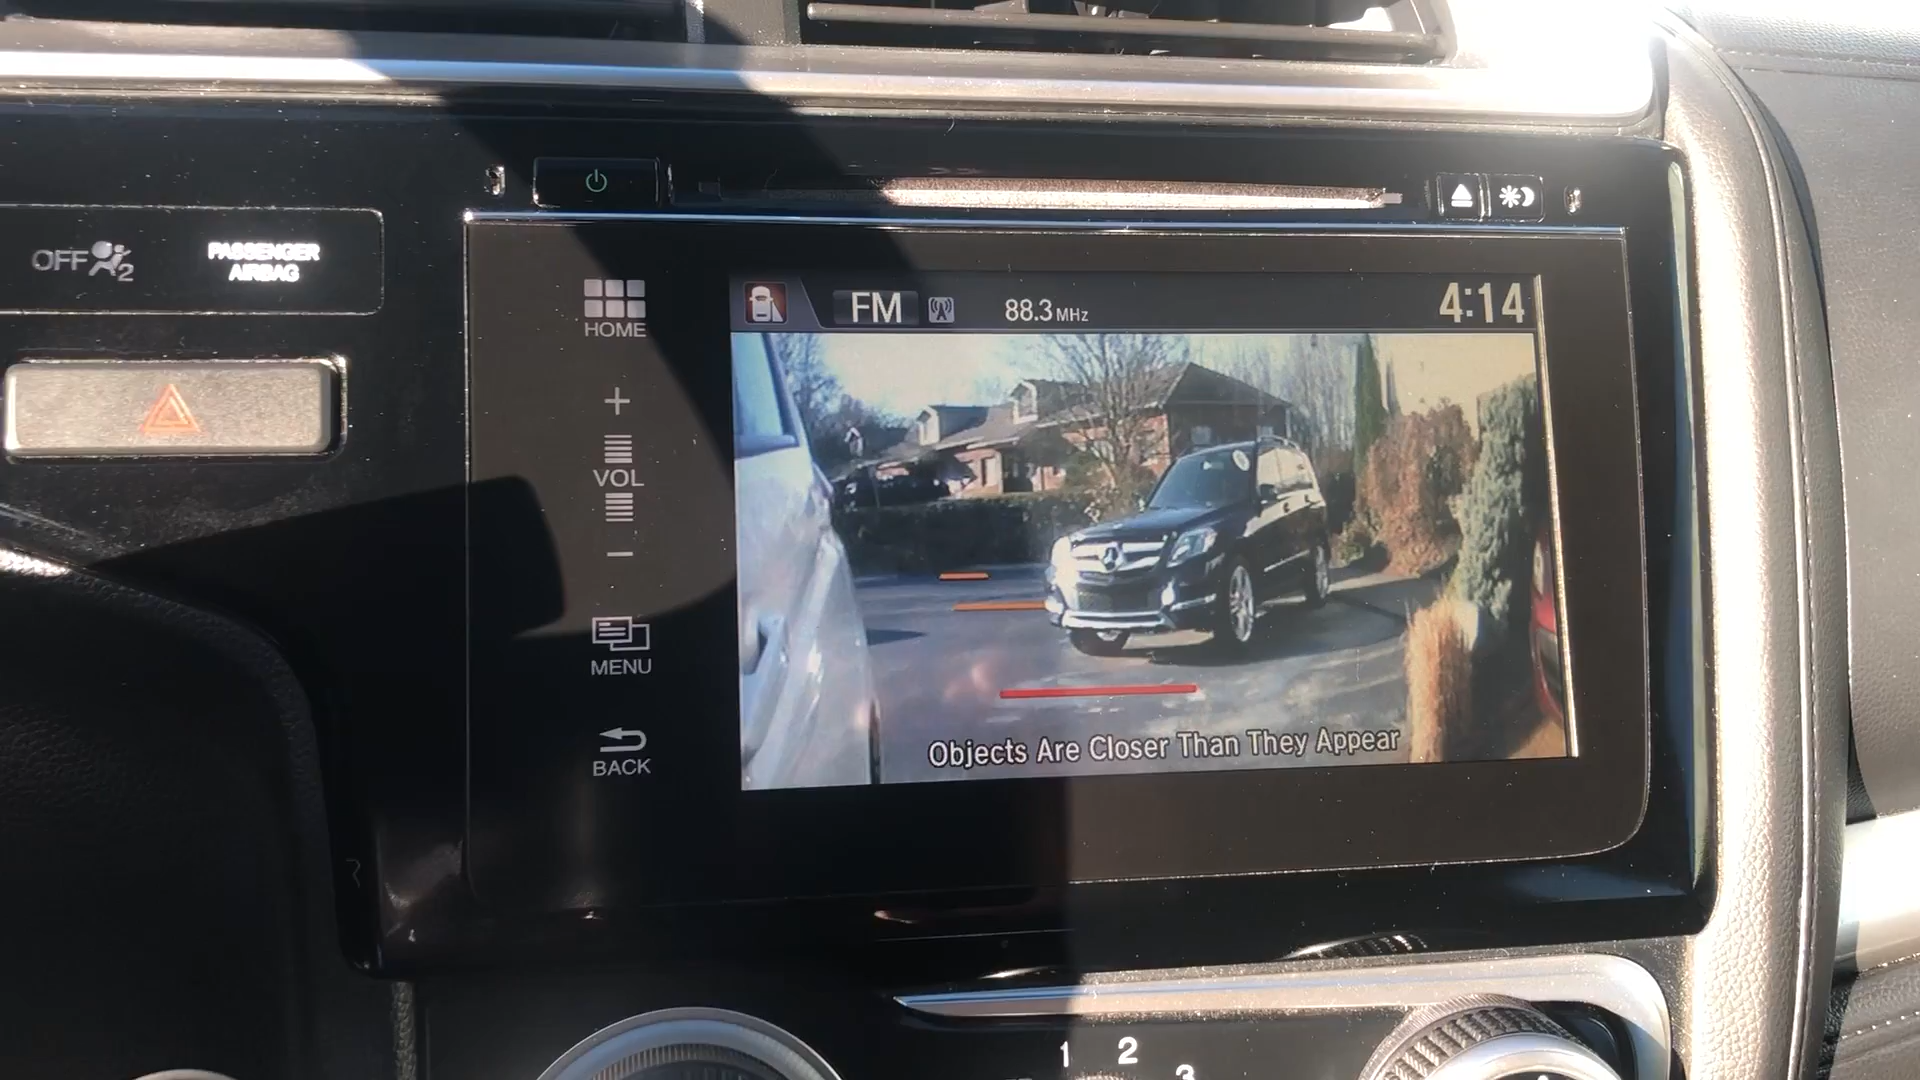 OFF 2
PASSENGER
AIRBAG
HOME
+
VOL
−
MENU
BACK
FM
88.3 MHz
4:14
Objects Are Closer Than They Appear
1
2
3